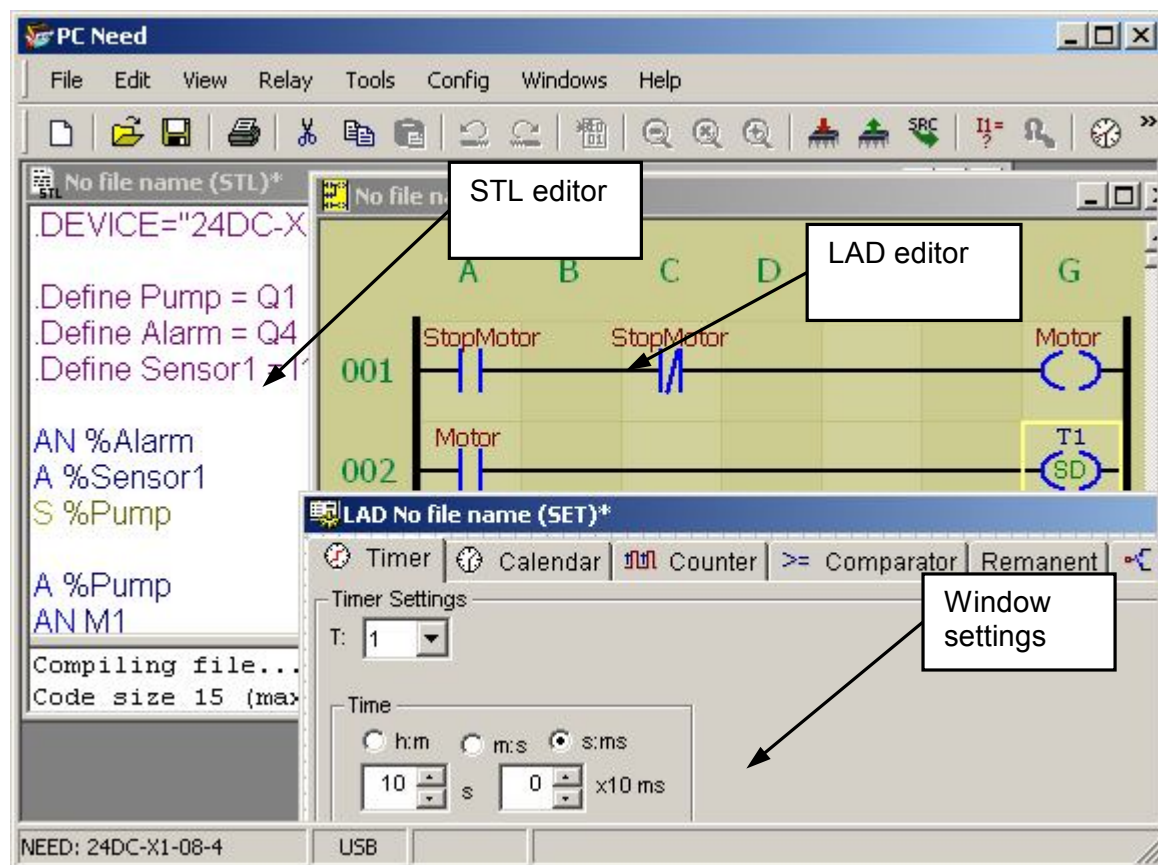 PC Need
File Edit View Relay Tools Config Windows Help
SRC I1= ? »
No file name (STL)*
STL
.DEVICE="24DC-X
.Define Pump = Q1
.Define Alarm = Q4
.Define Sensor1 = I1
AN %Alarm
A %Sensor1
S %Pump
A %Pump
AN M1
Compiling file...
Code size 15 (max
No file n
STL editor
LAD editor
A B C D G
StopMotor StopMotor Motor
001
Motor T1
002 SD
LAD No file name (SET)*
Timer Calendar Counter >= Comparator Remanent
Timer Settings
T: 1
Window
settings
Time
h:m m:s s:ms
10 s 0 x10 ms
NEED: 24DC-X1-08-4 USB